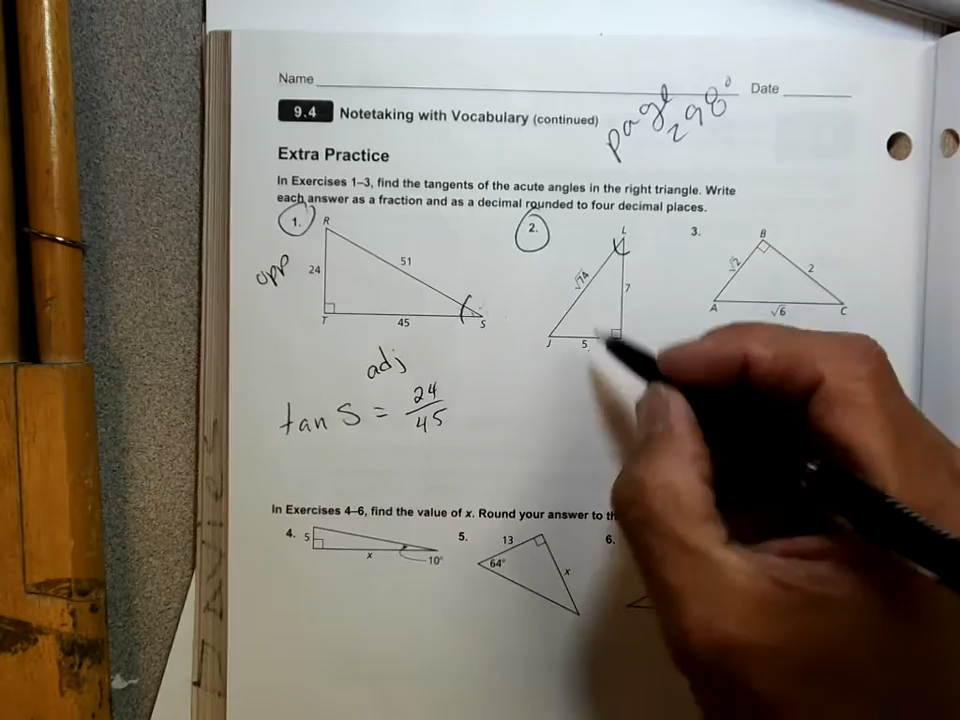 Name Date
page 298
9.4 Notetaking with Vocabulary (continued)
Extra Practice
In Exercises 1–3, find the tangents of the acute angles in the right triangle. Write
each answer as a fraction and as a decimal rounded to four decimal places.
1. R 2. L 3. B
opp 24 51 √74 7 √2 2
T 45 S J 5 A √6 C
adj
tan S = 24/45
In Exercises 4–6, find the value of x. Round your answer to
4. 5 x 10° 5. 13 64° x 6.